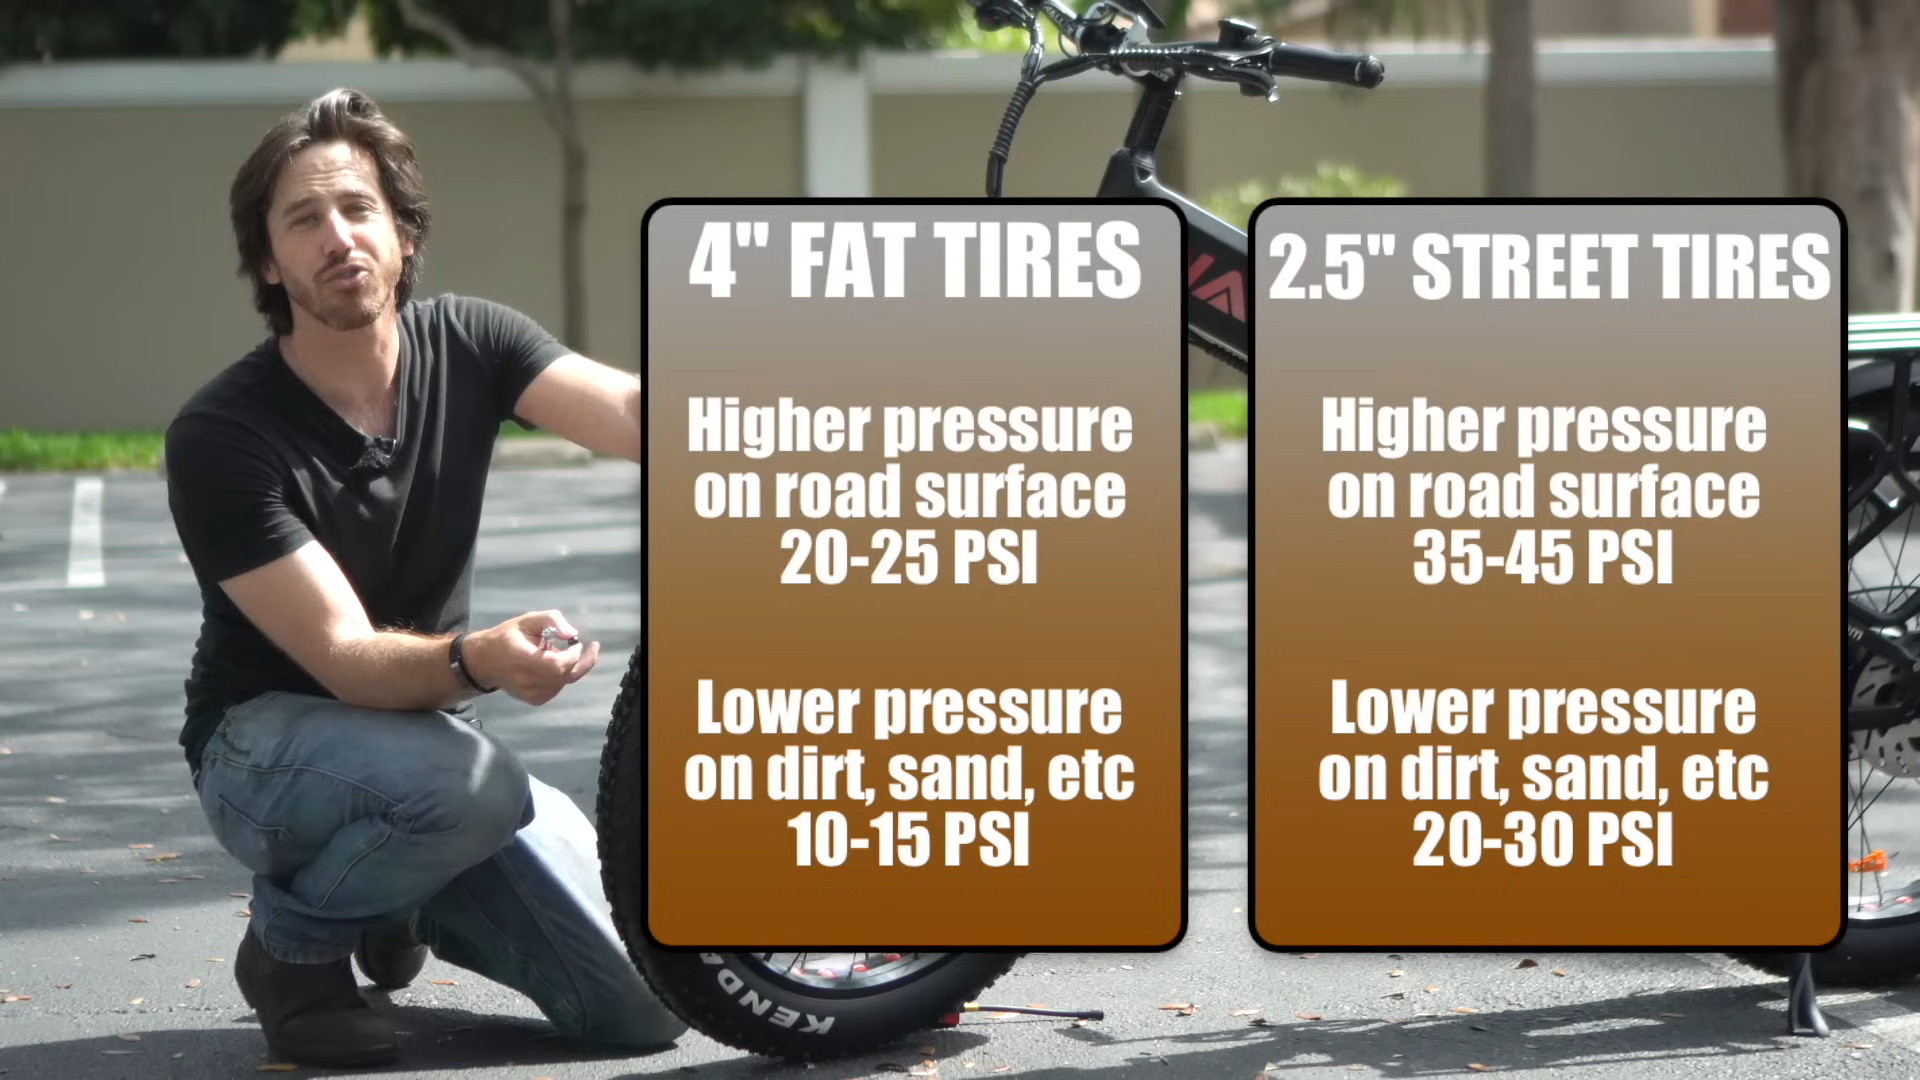 4" FAT TIRES
Higher pressure
on road surface
20-25 PSI
Lower pressure
on dirt, sand, etc
10-15 PSI
2.5" STREET TIRES
Higher pressure
on road surface
35-45 PSI
Lower pressure
on dirt, sand, etc
20-30 PSI
KENDA